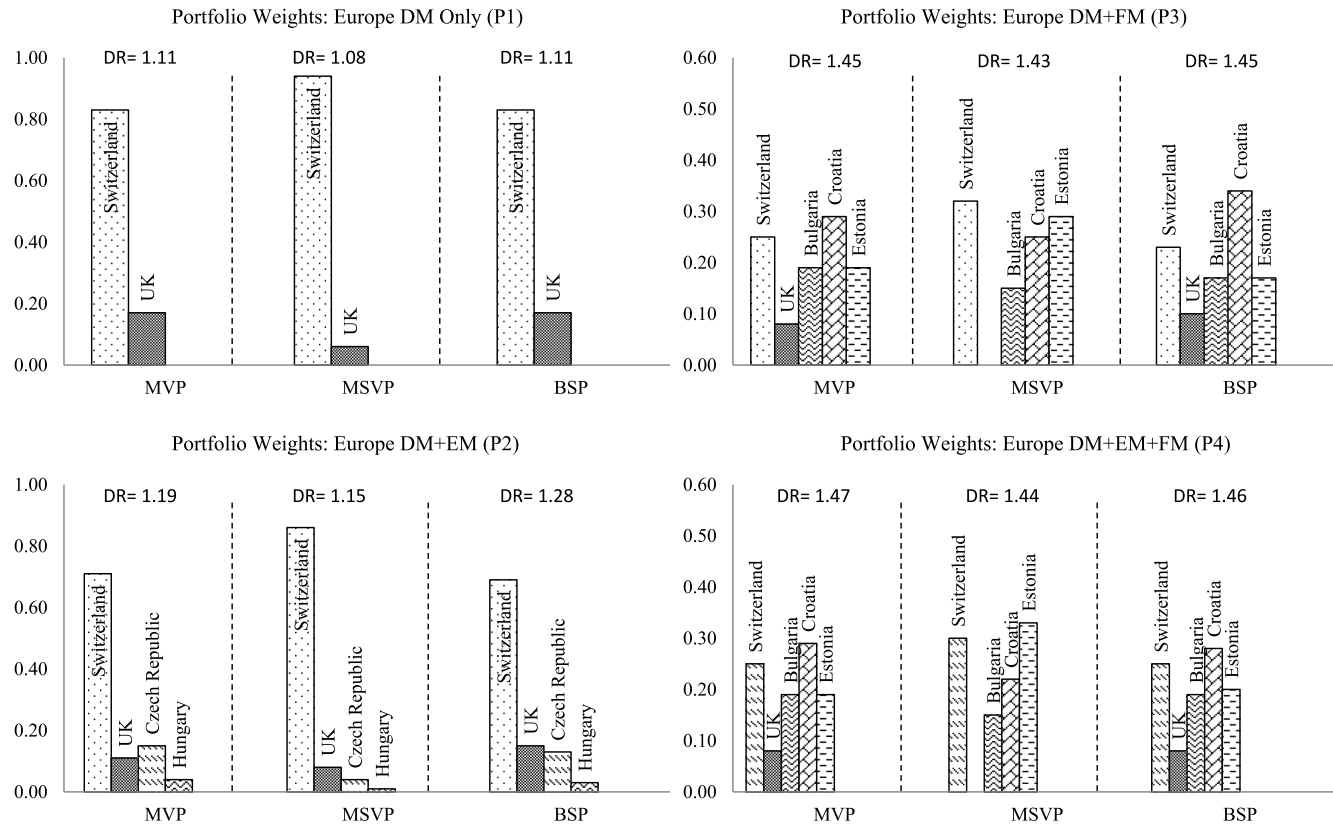 Portfolio Weights: Europe DM Only (P1)
DR= 1.11
DR= 1.08
DR= 1.11
1.00
0.80
0.60
0.40
0.20
0.00
Switzerland
UK
Switzerland
UK
Switzerland
UK
MVP
MSVP
BSP
Portfolio Weights: Europe DM+FM (P3)
DR= 1.45
DR= 1.43
DR= 1.45
0.60
0.50
0.40
0.30
0.20
0.10
0.00
Switzerland
UK
Bulgaria
Croatia
Estonia
Switzerland
Bulgaria
Croatia
Estonia
Switzerland
UK
Bulgaria
Croatia
Estonia
MVP
MSVP
BSP
Portfolio Weights: Europe DM+EM (P2)
DR= 1.19
DR= 1.15
DR= 1.28
1.00
0.80
0.60
0.40
0.20
0.00
Switzerland
UK
Czech Republic
Hungary
Switzerland
UK
Czech Republic
Hungary
Switzerland
UK
Czech Republic
Hungary
MVP
MSVP
BSP
Portfolio Weights: Europe DM+EM+FM (P4)
DR= 1.47
DR= 1.44
DR= 1.46
0.60
0.50
0.40
0.30
0.20
0.10
0.00
Switzerland
UK
Bulgaria
Croatia
Estonia
Switzerland
Bulgaria
Croatia
Estonia
Switzerland
UK
Bulgaria
Croatia
Estonia
MVP
MSVP
BSP